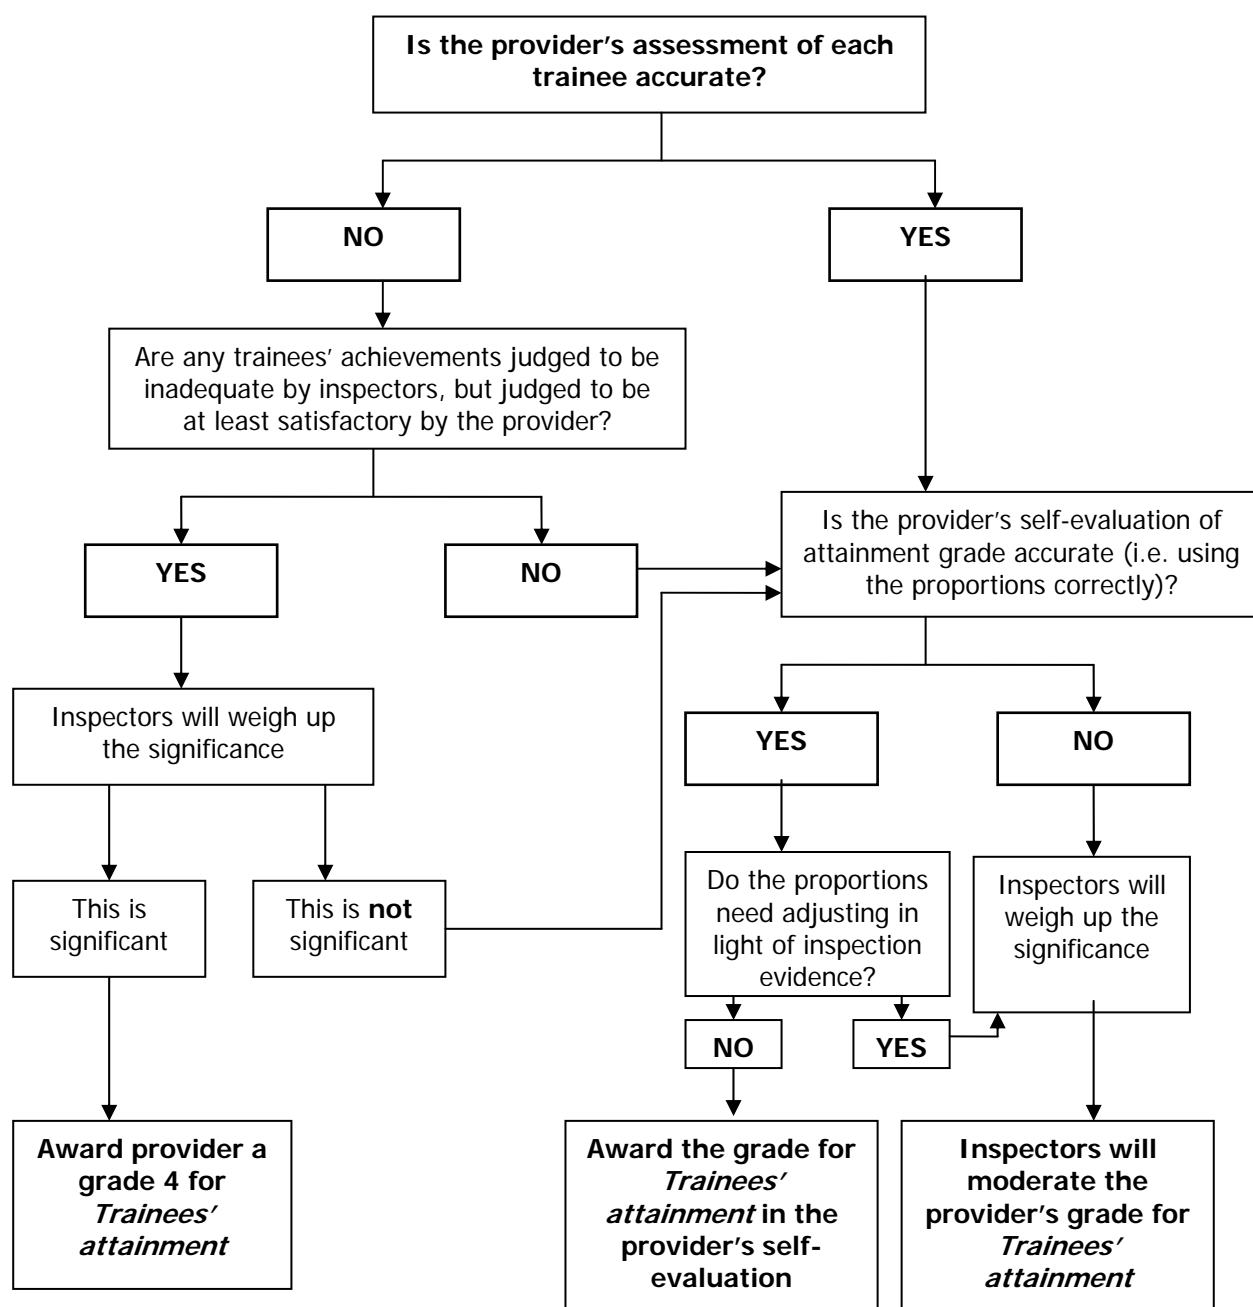 Is the provider’s assessment of each
trainee accurate?
NO
YES
Are any trainees’ achievements judged to be
inadequate by inspectors, but judged to be
at least satisfactory by the provider?
YES
NO
Is the provider’s self-evaluation of
attainment grade accurate (i.e. using
the proportions correctly)?
Inspectors will weigh up
the significance
YES
NO
This is
significant
This is not
significant
Do the proportions
need adjusting in
light of inspection
evidence?
Inspectors will
weigh up the
significance
NO
YES
Award provider a
grade 4 for
Trainees’
attainment
Award the grade for
Trainees’
attainment in the
provider’s self-
evaluation
Inspectors will
moderate the
provider’s grade for
Trainees’
attainment